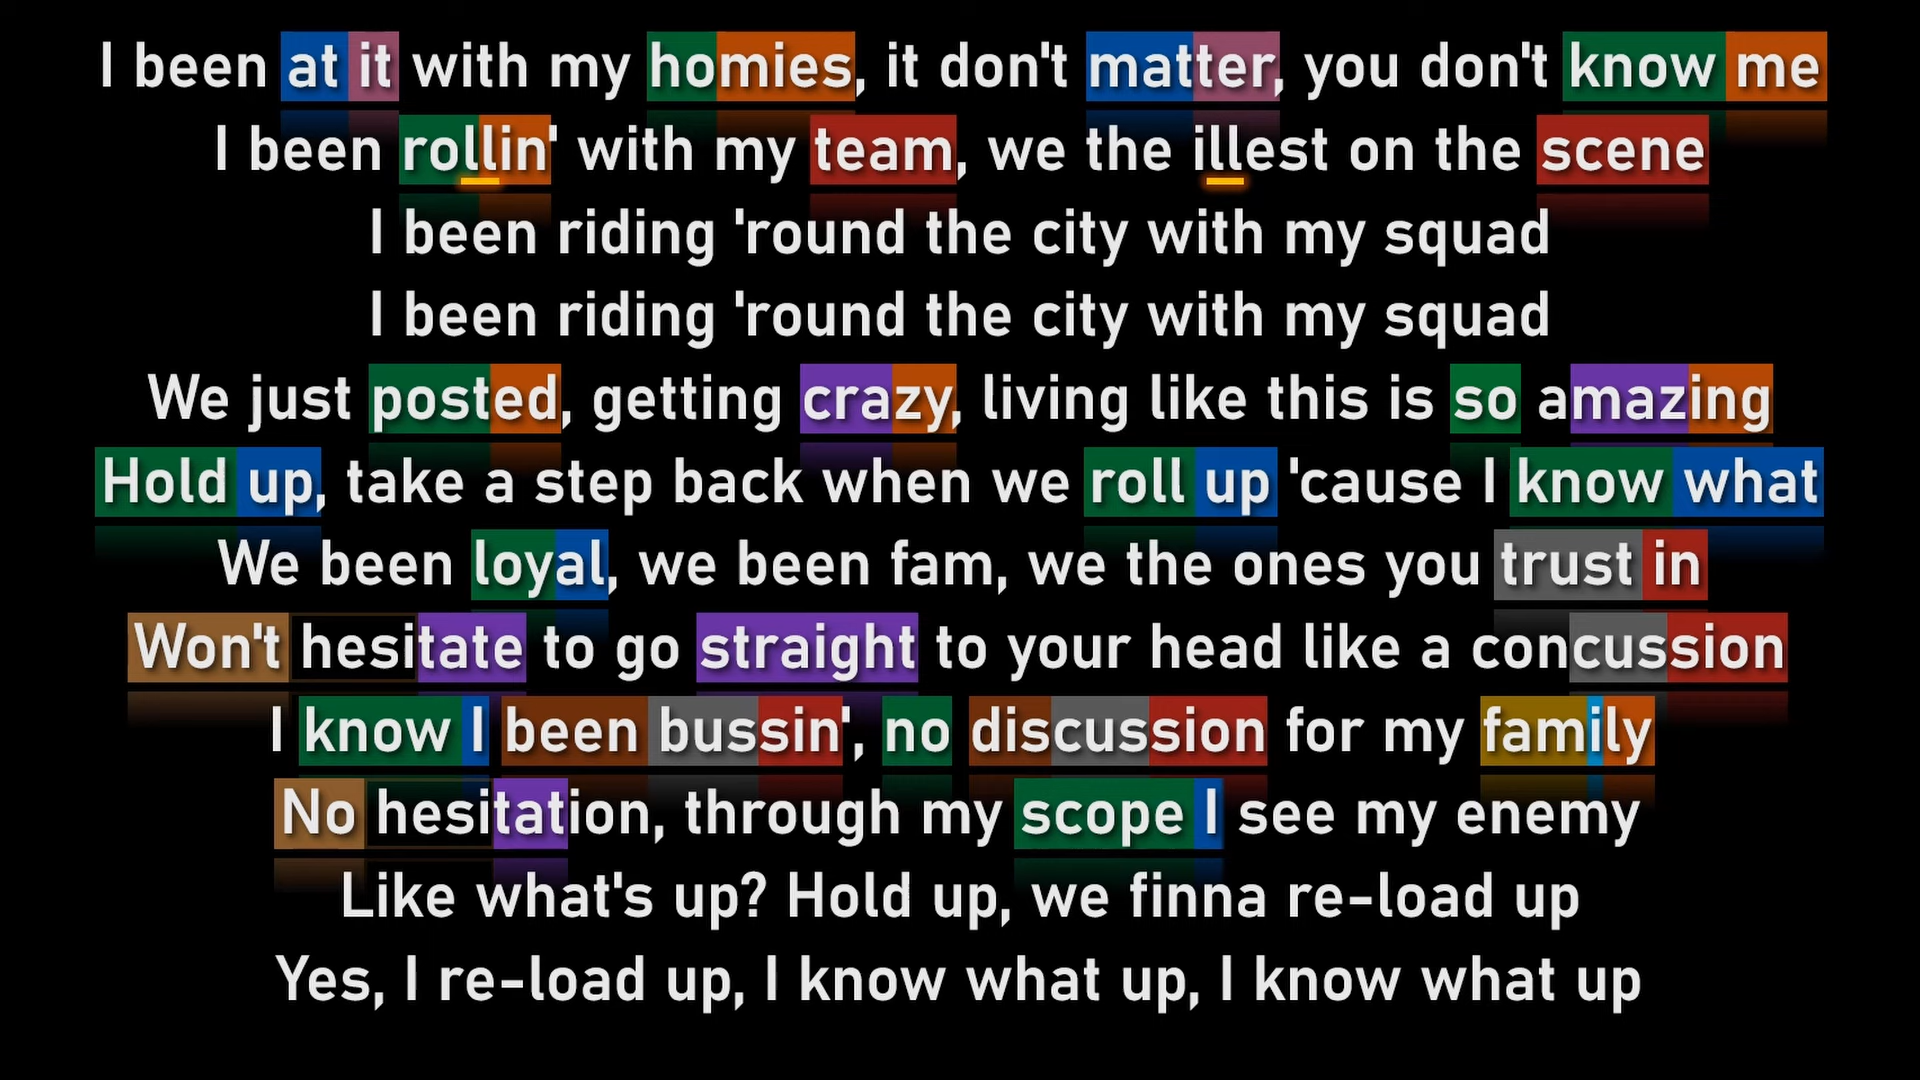 I been at it with my homies, it don't matter, you don't know me
I been rollin' with my team, we the illest on the scene
I been riding 'round the city with my squad
I been riding 'round the city with my squad
We just posted, getting crazy, living like this is so amazing
Hold up, take a step back when we roll up 'cause I know what
We been loyal, we been fam, we the ones you trust in
Won't hesitate to go straight to your head like a concussion
I know I been bussin', no discussion for my family
No hesitation, through my scope I see my enemy
Like what's up? Hold up, we finna re-load up
Yes, I re-load up, I know what up, I know what up